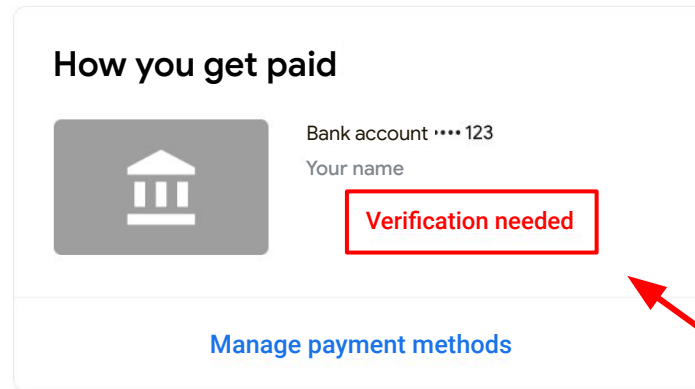 How you get paid
Bank account •••• 123
Your name
Verification needed
Manage payment methods